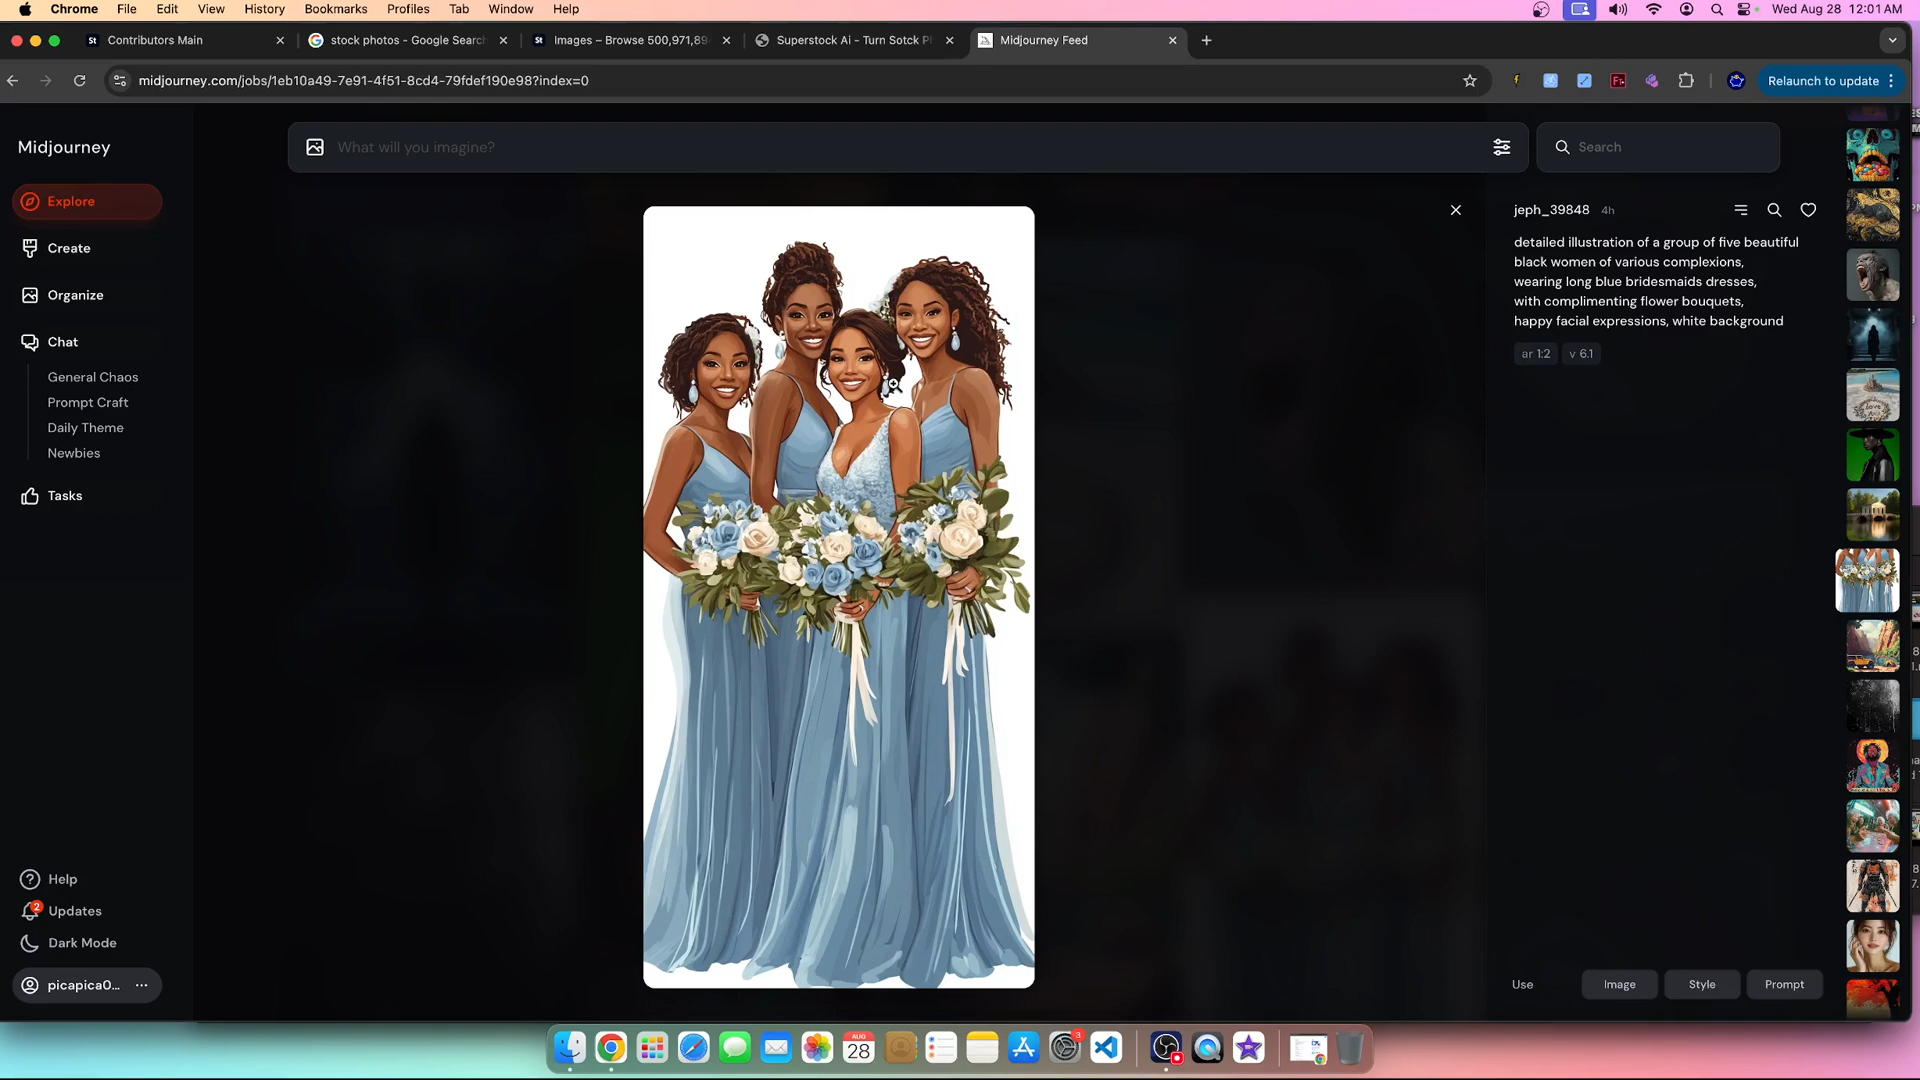 Chrome File Edit View History Bookmarks Profiles Tab Window Help Wed Aug 28 12:01 AM
Contributors Main stock photos - Google Search Images – Browse 500,971,89 Superstock Ai - Turn Sotck P Midjourney Feed
midjourney.com/jobs/1eb10a49-7e91-4f51-8cd4-79fdef190e98?index=0 Relaunch to update
Midjourney
What will you imagine?
Search
Explore
Create
Organize
Chat
General Chaos
Prompt Craft
Daily Theme
Newbies
Tasks
jeph_39848 4h
detailed illustration of a group of five beautiful
black women of various complexions,
wearing long blue bridesmaids dresses,
with complimenting flower bouquets,
happy facial expressions, white background
ar 1:2 v 6.1
Help
2
Updates
Dark Mode
picapica0...
Use Image Style Prompt
AUG
28
3